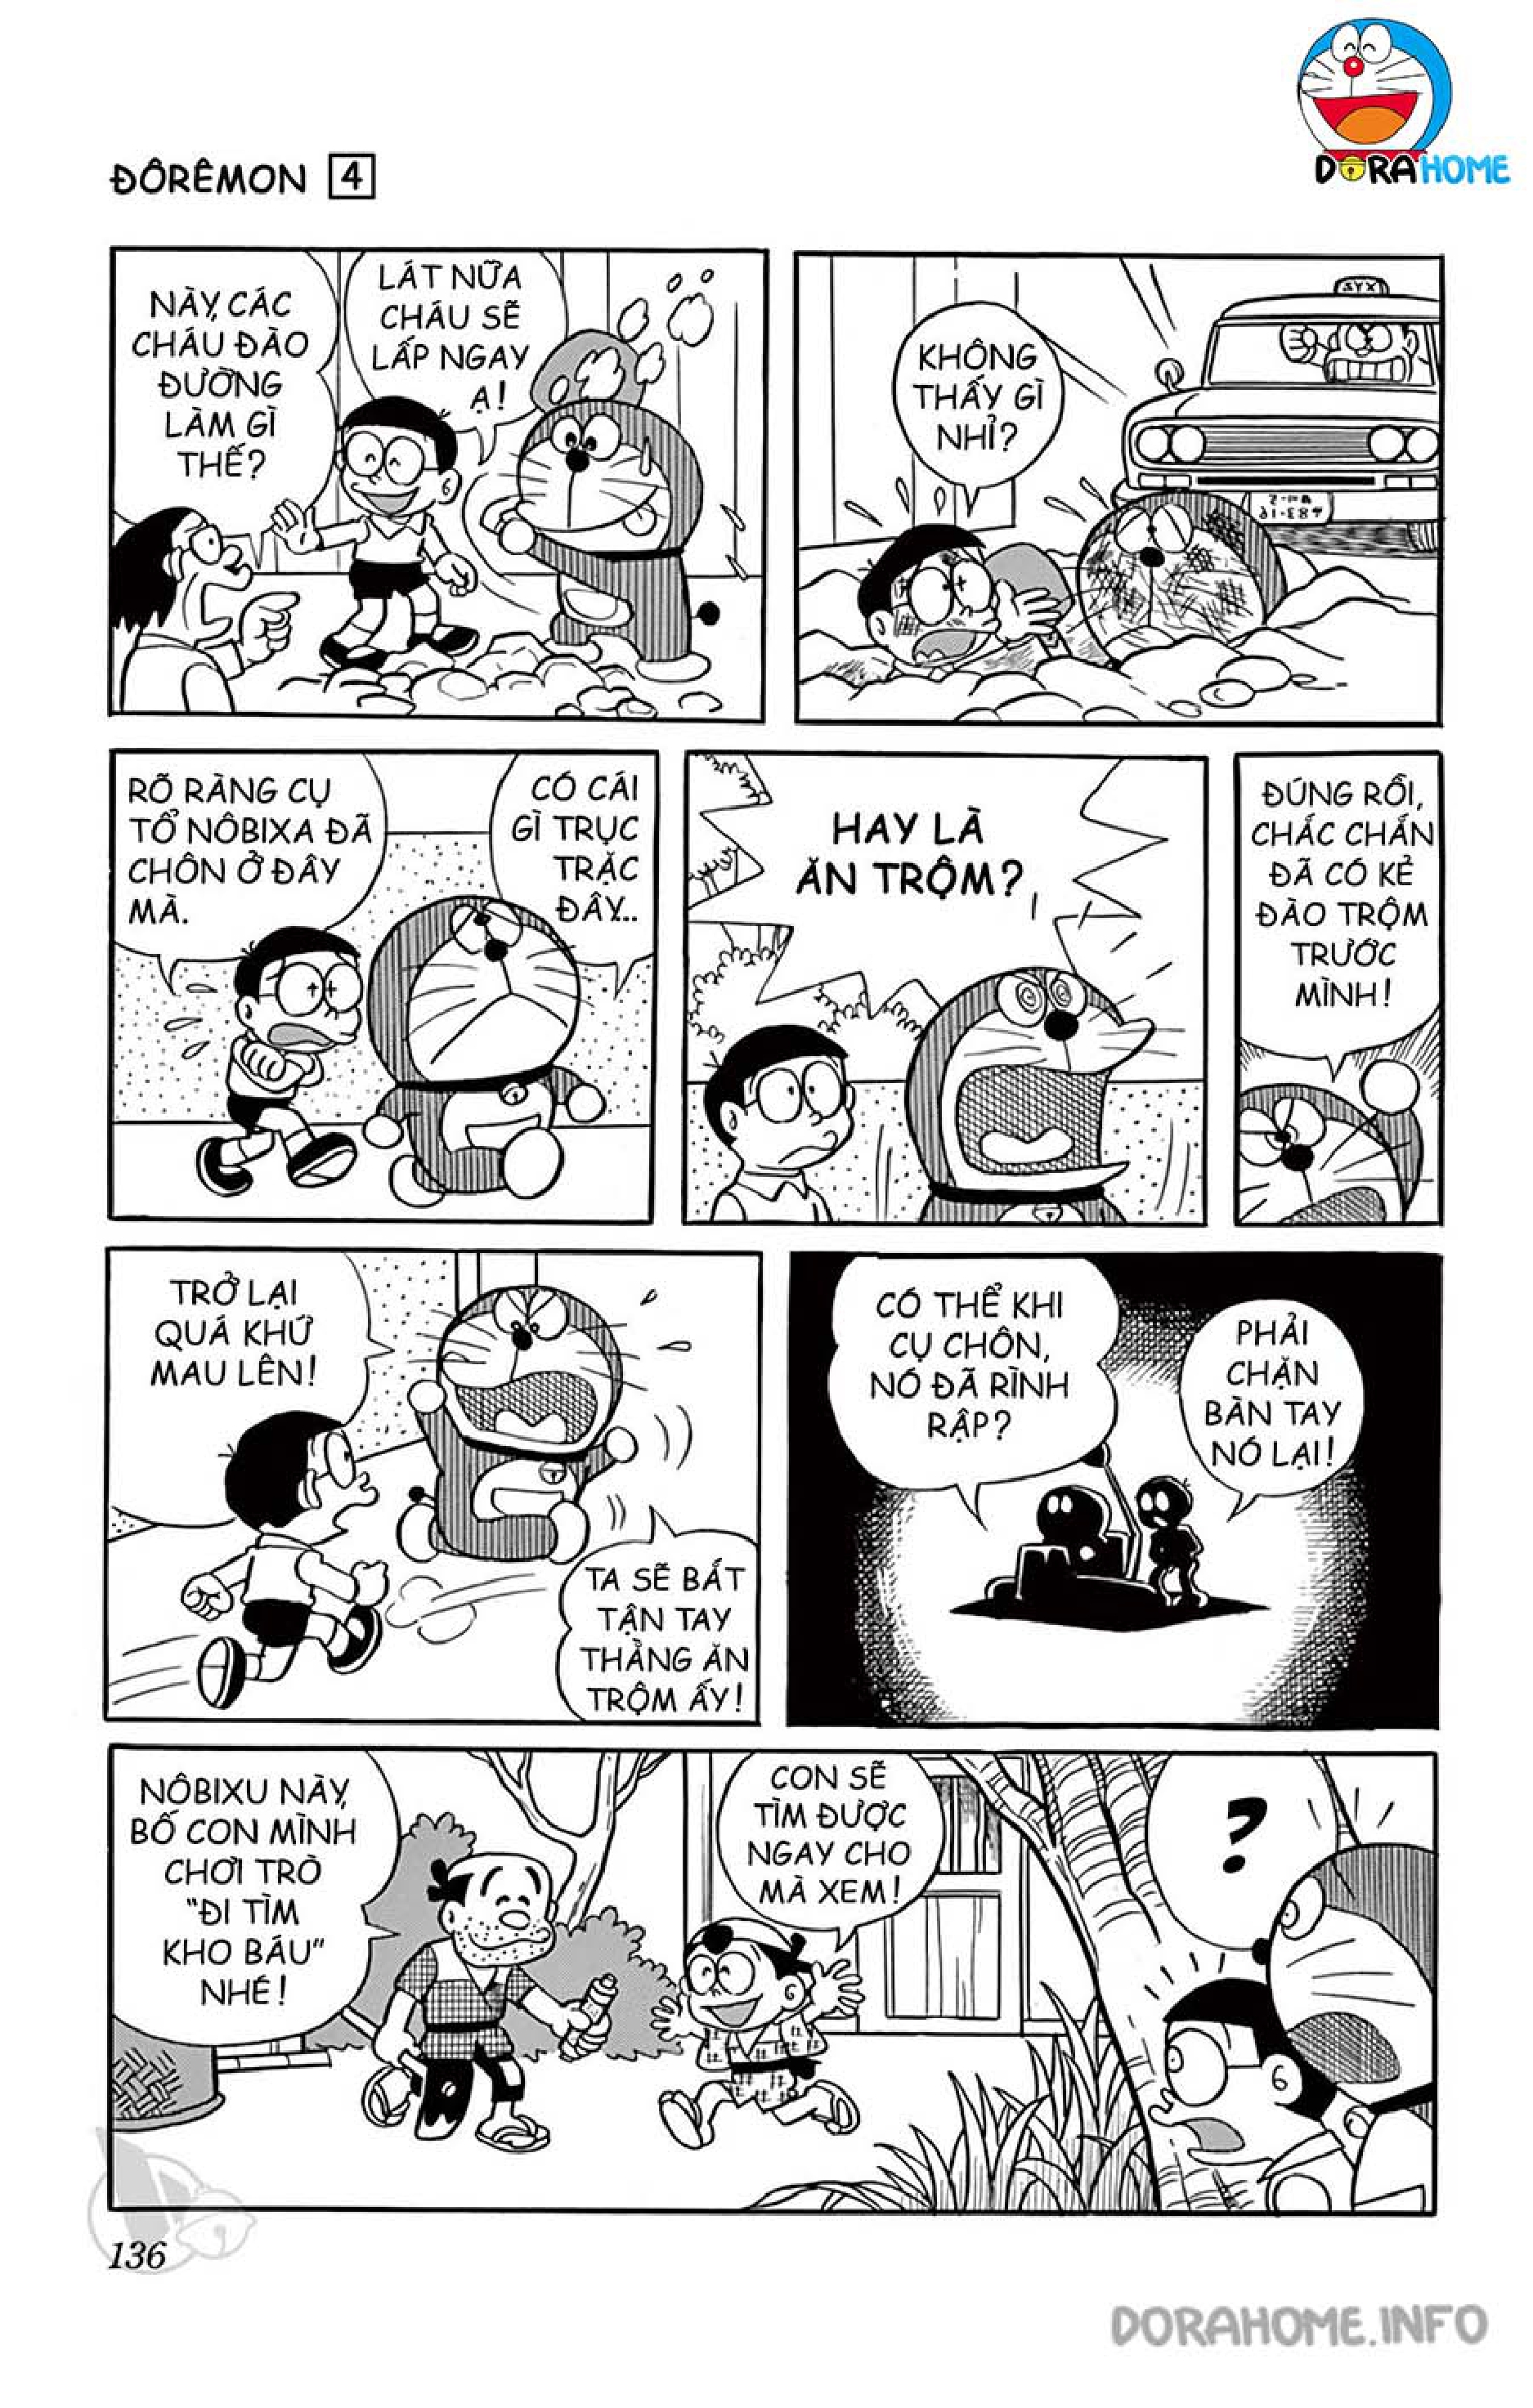 DORAHOME
ĐÔRÊMON 4
NÀY, CÁC
CHÁU ĐÀO
ĐƯỜNG
LÀM GÌ
THẾ?
LÁT NỮA
CHÁU SẼ
LẤP NGAY
Ạ!
KHÔNG
THẤY GÌ
NHỈ?
RÕ RÀNG CỤ
TỔ NÔBIXA ĐÃ
CHÔN Ở ĐÂY
MÀ.
CÓ CÁI
GÌ TRỤC
TRẶC
ĐÂY...
HAY LÀ
ĂN TRỘM?
ĐÚNG RỒI,
CHẮC CHẮN
ĐÃ CÓ KẺ
ĐÀO TRỘM
TRƯỚC
MÌNH!
TRỞ LẠI
QUÁ KHỨ
MAU LÊN!
TA SẼ BẮT
TẬN TAY
THẰNG ĂN
TRỘM ẤY!
CÓ THỂ KHI
CỤ CHÔN,
NÓ ĐÃ RÌNH
RẬP?
PHẢI
CHẶN
BÀN TAY
NÓ LẠI!
NÔBIXU NÀY,
BỐ CON MÌNH
CHƠI TRÒ
"ĐI TÌM
KHO BÁU"
NHÉ!
CON SẼ
TÌM ĐƯỢC
NGAY CHO
MÀ XEM!
?
136
DORAHOME.INFO